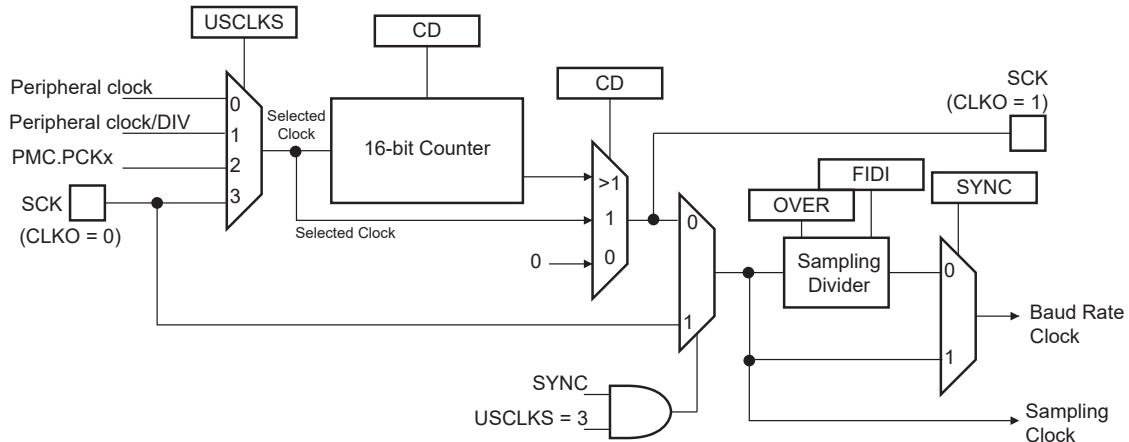 USCLKS
CD
CD
SCK
(CLKO = 1)
Peripheral clock
0
Peripheral clock/DIV
1
PMC.PCKx
2
3
SCK
(CLKO = 0)
Selected
Clock
16-bit Counter
Selected Clock
>1
1
0
0
0
1
SYNC
USCLKS = 3
FIDI
OVER
SYNC
Sampling
Divider
0
1
Baud Rate
Clock
Sampling
Clock